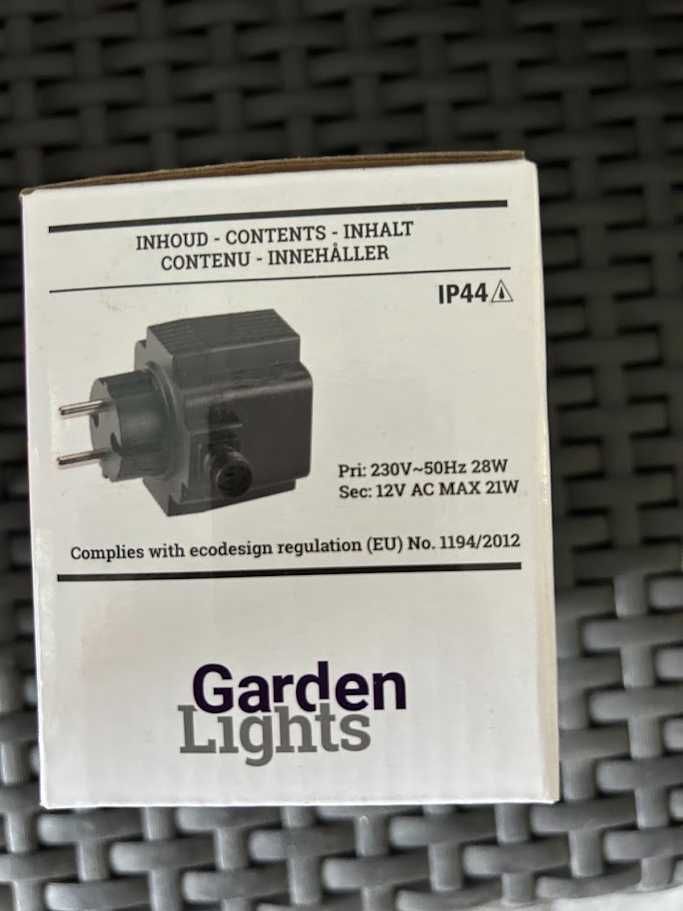 INHOUD - CONTENTS - INHALT
CONTENU - INNEHÅLLER
IP44
Pri: 230V~50Hz 28W
Sec: 12V AC MAX 21W
Complies with ecodesign regulation (EU) No. 1194/2012
Garden
Lights